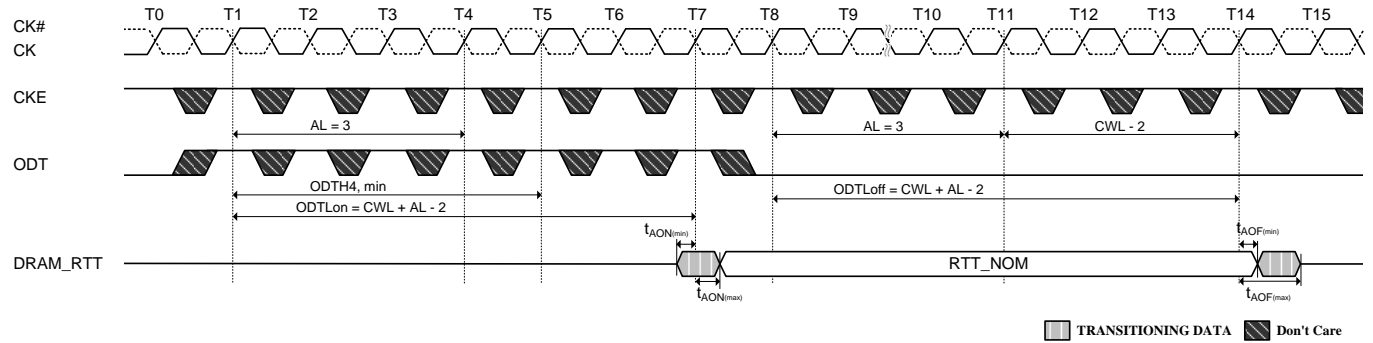 T0 T1 T2 T3 T4 T5 T6 T7 T8 T9 T10 T11 T12 T13 T14 T15
CK#
CK
CKE
AL = 3 AL = 3 CWL - 2
ODT
ODTH4, min ODTLoff = CWL + AL - 2
ODTLon = CWL + AL - 2
tAON(min) tAOF(min)
DRAM_RTT RTT_NOM
tAON(max) tAOF(max)
TRANSITIONING DATA Don't Care